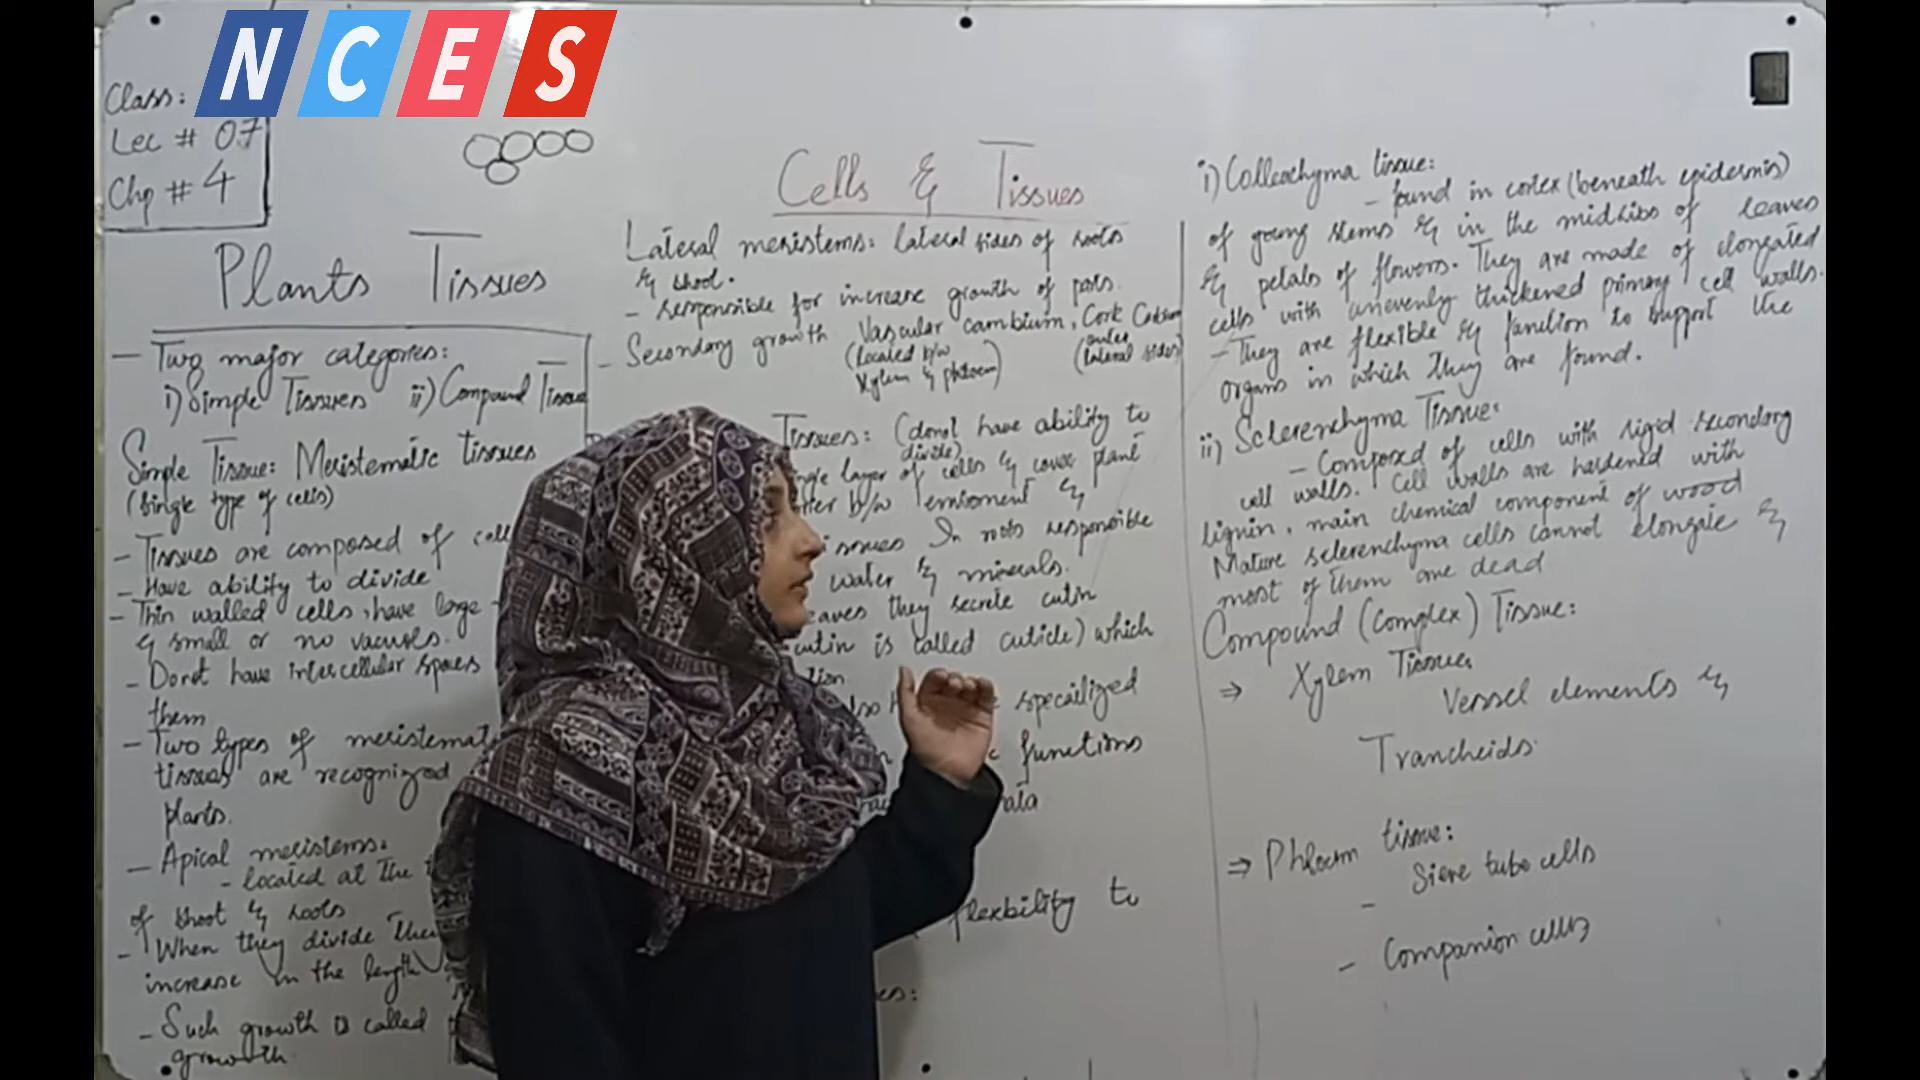 NCES
Class:
Lec # 07
Chp # 4
Cells & Tissues
Plants Tissues
- Two major categories:
i) Simple Tissues ii) Compound Tissue
Simple Tissue: Meristematic tissues
(Single type of cells)
- Tissues are composed of cell
- Have ability to divide
- Thin walled cells, have large
& small or no vacuoles.
- Donot have intercellular spaces
them
- Two types of meristemat
tissues are recognized
plants.
- Apical meristems:
- located at the
of shoot & roots
- When they divide
increase in the length
- Such growth is called
growth
Lateral meristems: lateral sides of roots
& shoot.
- responsible for increase growth of
- Secondary growth Vascular cambium, Cork
(located b/w (outer
Xylem & phloem) lateral sides)
Tissues: (donot have ability to
divide)
layer of cells & cover plant
b/w &
In roots responsible
water & minerals.
they secrete cutin
cutin is called cuticle) which
functions
flexbility to
i) Collenchyma tissue:
- found in cortex (beneath epidermis)
of young stems & in the midribs of leaves
& petals of flowers. They are made of elongated
cells with unevenly thickened primary cell walls.
- They are flexible & function to support the
organs in which they are found.
ii) Sclerenchyma Tissue:
- Composed of cells with rigid secondary
cell walls. Cell walls are hardened with
lignin, main chemical component of wood
Mature sclerenchyma cells cannot elongate &
most of them are dead
Compound (Complex) Tissue:
⇒ Xylem Tissue,
Vessel elements &
Trancheids.
⇒ Phloem tissue:
- Sieve tube cells
- Companion cells